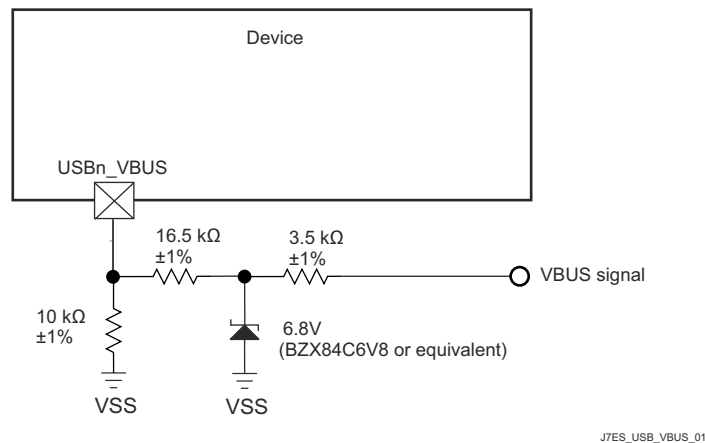 Device
USBn_VBUS
16.5 kΩ
±1%
3.5 kΩ
±1%
VBUS signal
10 kΩ
±1%
6.8V
(BZX84C6V8 or equivalent)
VSS
VSS
J7ES_USB_VBUS_01